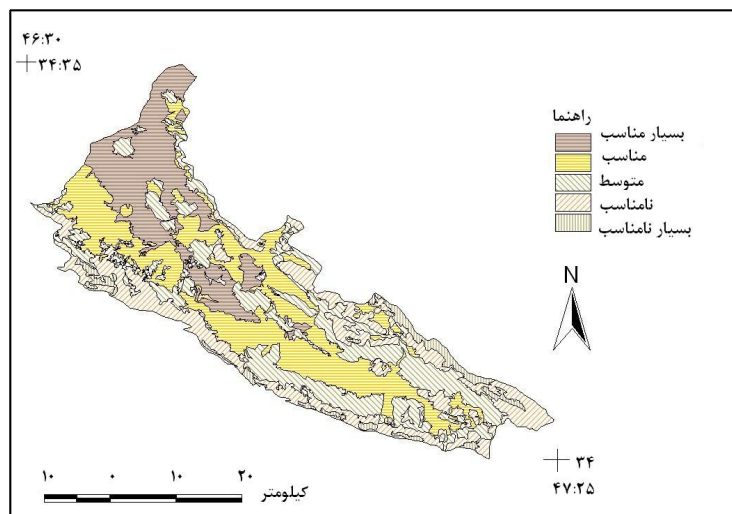 ۴۶:۳۰
۳۴:۳۵
راهنما
بسیار مناسب
مناسب
متوسط
نامناسب
بسیار نامناسب
N
۳۴
۴۷:۲۵
۱۰ ۰ ۱۰ ۲۰
کیلومتر